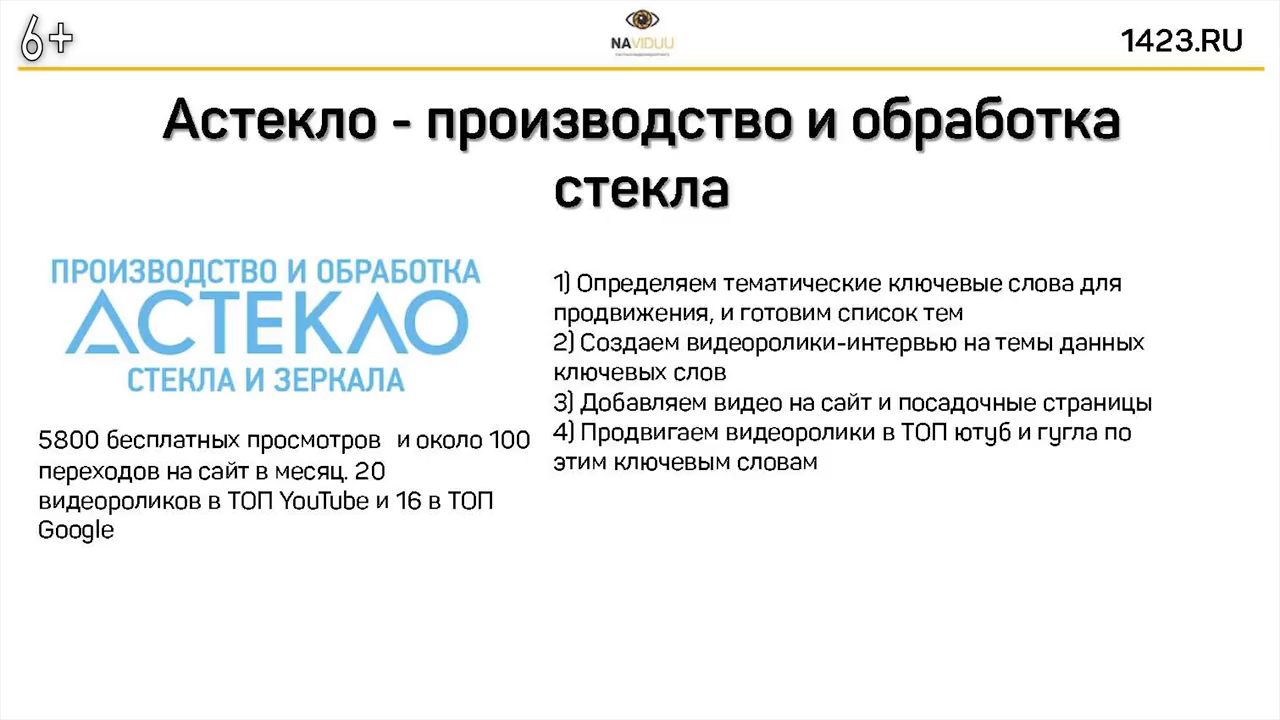 6+
NAVIDUU
1423.RU
Астекло - производство и обработка
стекла
ПРОИЗВОДСТВО И ОБРАБОТКА
АСТЕКЛО
СТЕКЛА И ЗЕРКАЛА
5800 бесплатных просмотров и около 100
переходов на сайт в месяц. 20
видеороликов в ТОП YouTube и 16 в ТОП
Google
1) Определяем тематические ключевые слова для
продвижения, и готовим список тем
2) Создаем видеоролики-интервью на темы данных
ключевых слов
3) Добавляем видео на сайт и посадочные страницы
4) Продвигаем видеоролики в ТОП ютуб и гугла по
этим ключевым словам